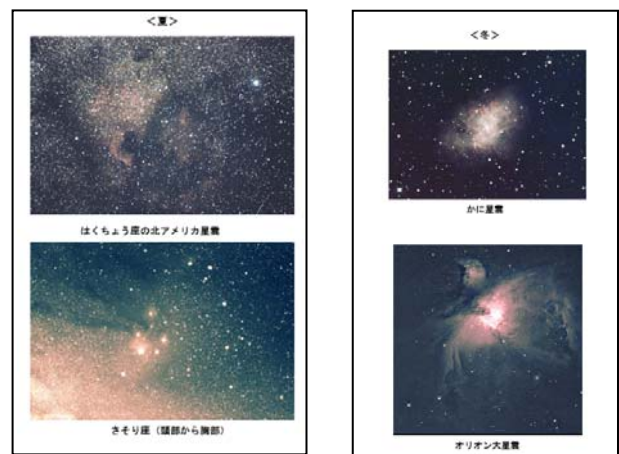 <夏>
はくちょう座の北アメリカ星雲
さそり座（頭部から胸部）
<冬>
かに星雲
オリオン大星雲